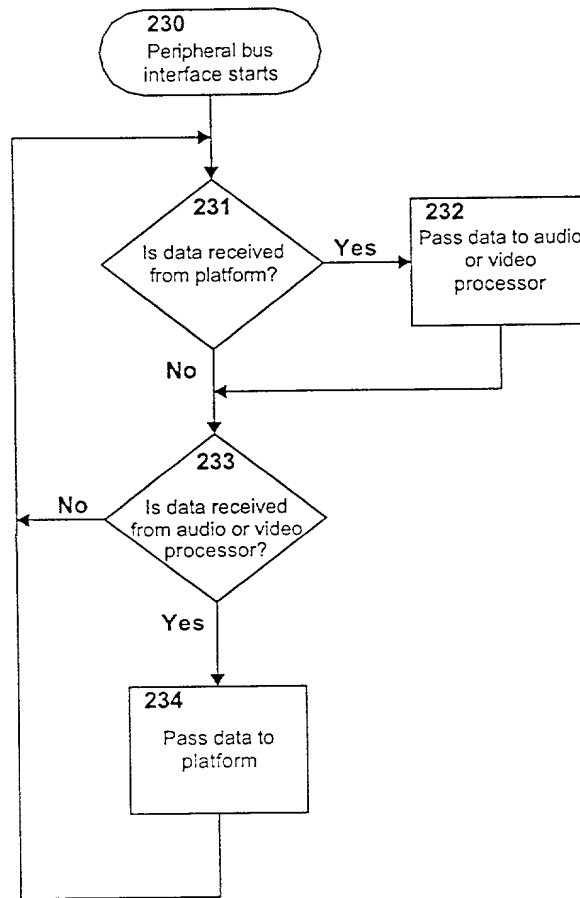 230
Peripheral bus
interface starts
231
Is data received
from platform?
Yes
232
Pass data to audio
or video
processor
No
233
Is data received
from audio or video
processor?
No
Yes
234
Pass data to
platform